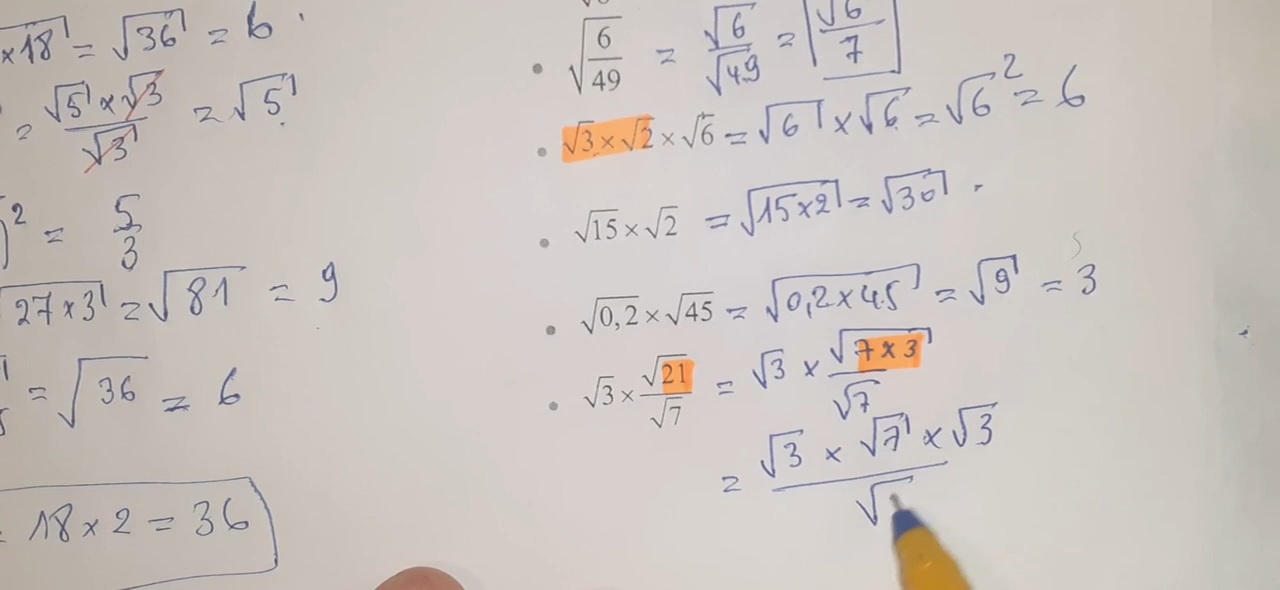 ×18 = √36 = 6
= √5 × √3 / √3 = √5
)² = 5/3
√27×3 = √81 = 9
= √36 = 6
18 × 2 = 36
• √(6/49) = √6/√49 = √6/7
• √3 × √2 × √6 = √6 × √6 = √6² = 6
• √15 × √2 = √15×2 = √30
• √0,2 × √45 = √0,2×45 = √9 = 3
• √3 × √21/√7 = √3 × √7×3/√7
= √3 × √7 × √3 / √